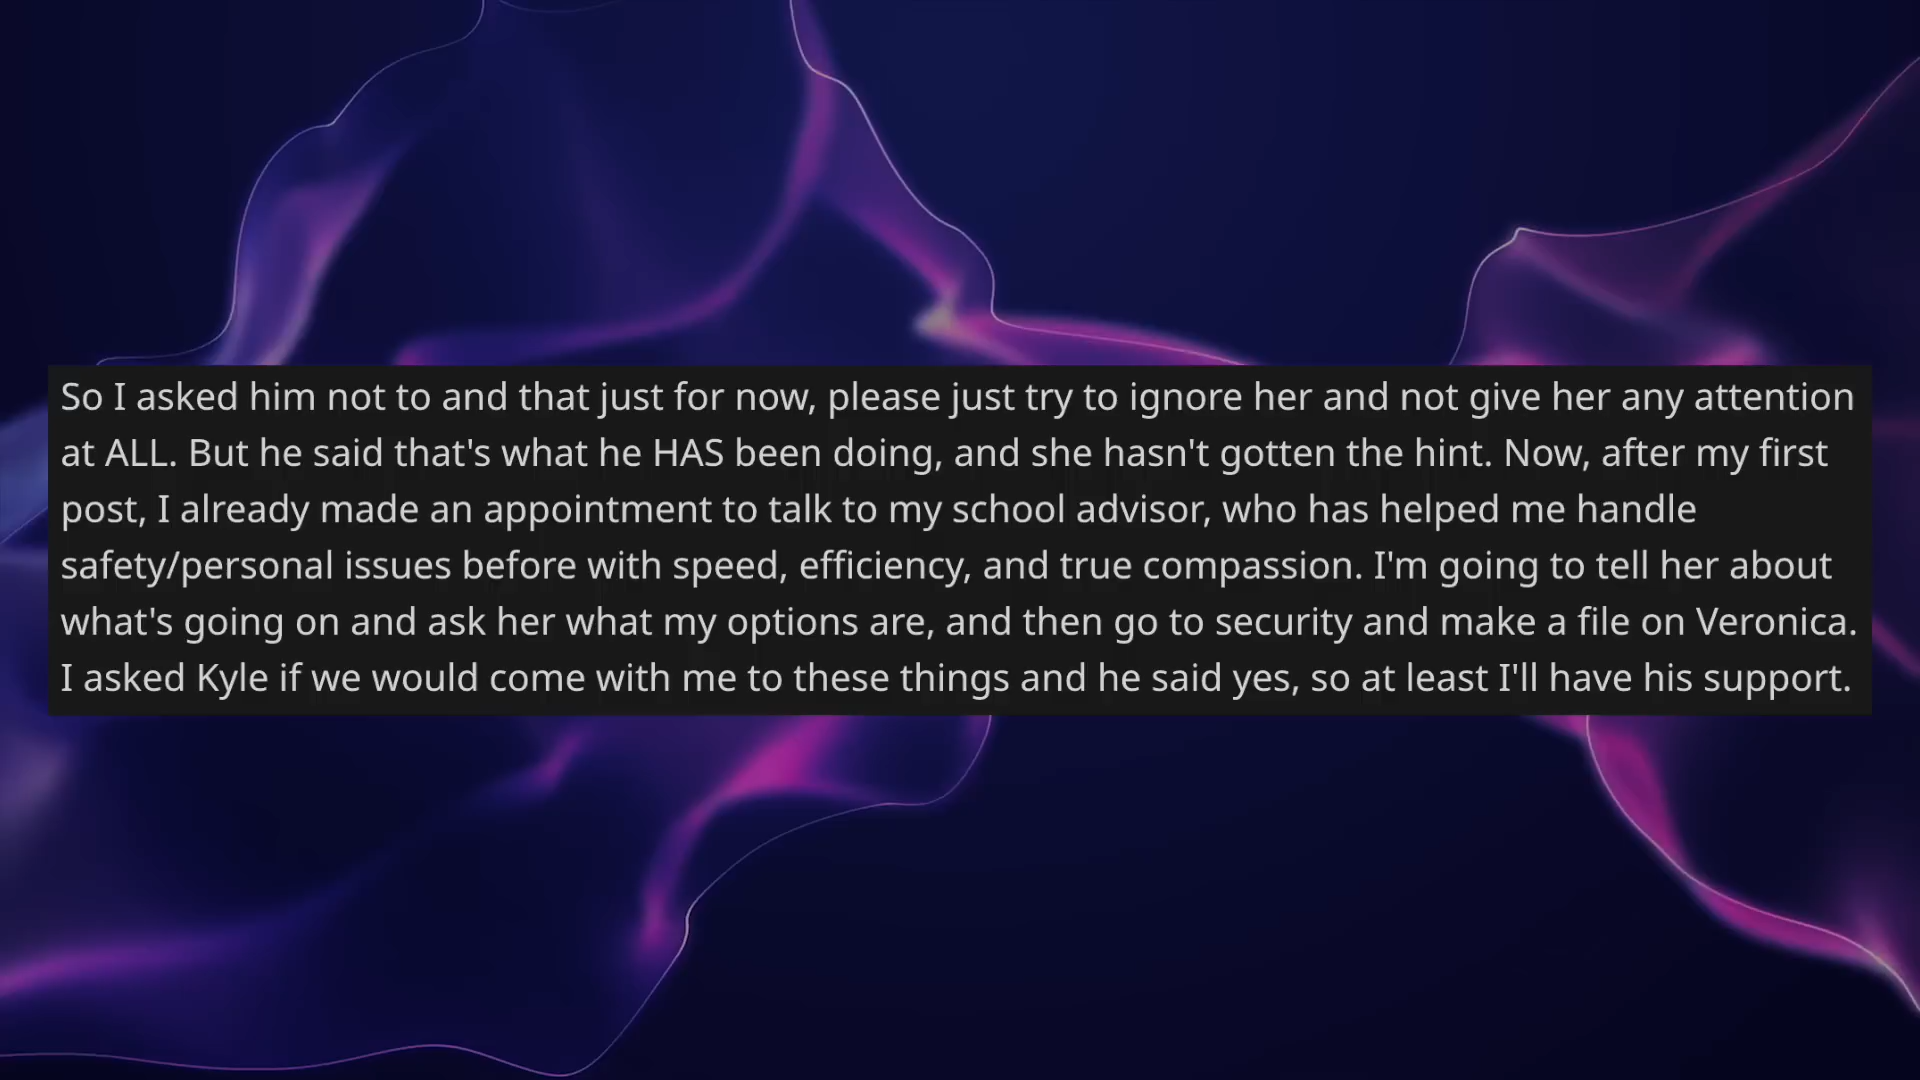 So I asked him not to and that just for now, please just try to ignore her and not give her any attention
at ALL. But he said that's what he HAS been doing, and she hasn't gotten the hint. Now, after my first
post, I already made an appointment to talk to my school advisor, who has helped me handle
safety/personal issues before with speed, efficiency, and true compassion. I'm going to tell her about
what's going on and ask her what my options are, and then go to security and make a file on Veronica.
I asked Kyle if we would come with me to these things and he said yes, so at least I'll have his support.